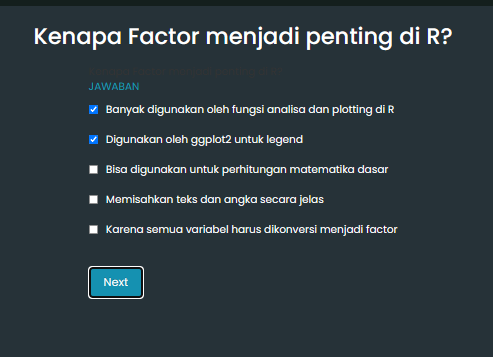 Kenapa Factor menjadi penting di R?
JAWABAN
Banyak digunakan oleh fungsi analisa dan plotting di R
Digunakan oleh ggplot2 untuk legend
Bisa digunakan untuk perhitungan matematika dasar
Memisahkan teks dan angka secara jelas
Karena semua variabel harus dikonversi menjadi factor
Next